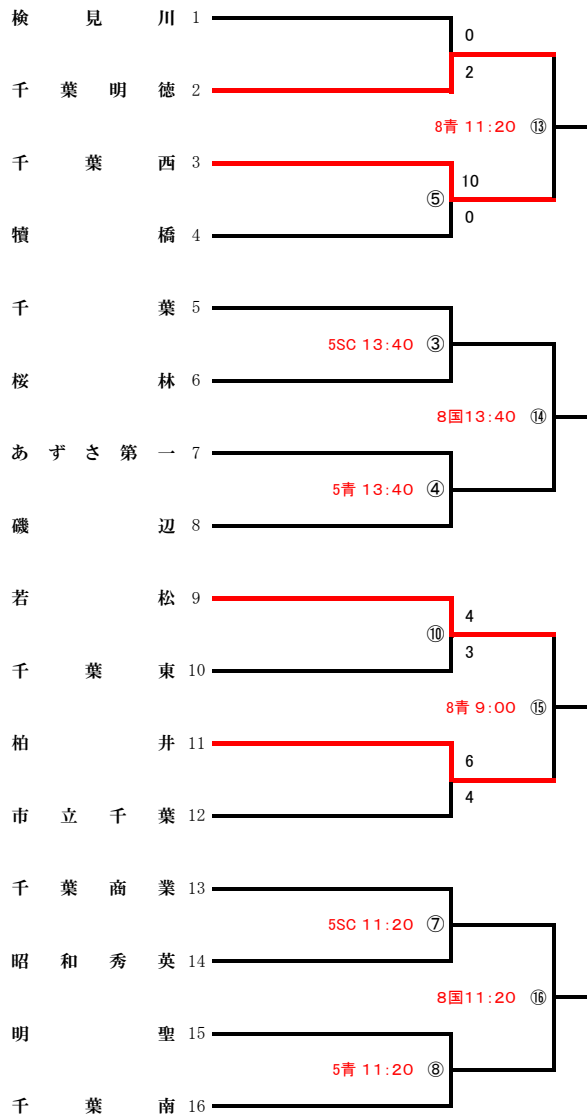 検見川 1
0
2
千葉明徳 2
8青 11:20 ⑬
千葉西 3
10
⑤
0
犢橋 4
千葉 5
5SC 13:40 ③
桜林 6
8国13:40 ⑭
あずさ第一 7
5青 13:40 ④
磯辺 8
若松 9
4
⑩
3
千葉東 10
8青 9:00 ⑮
柏井 11
6
4
市立千葉 12
千葉商業 13
5SC 11:20 ⑦
昭和秀英 14
8国11:20 ⑯
明聖 15
5青 11:20 ⑧
千葉南 16